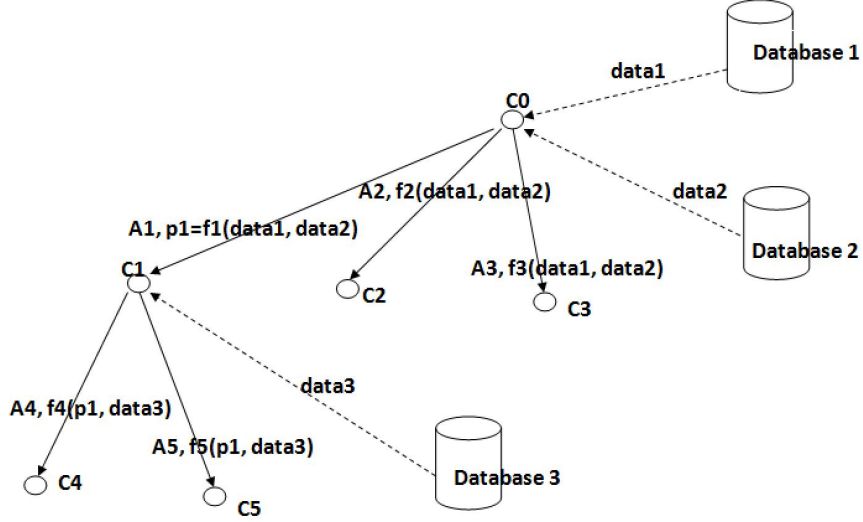 Database 1
data1
C0
A2, f2(data1, data2)
data2
A1, p1=f1(data1, data2)
Database 2
C1
A3, f3(data1, data2)
C2
C3
data3
A4, f4(p1, data3)
A5, f5(p1, data3)
Database 3
C4
C5